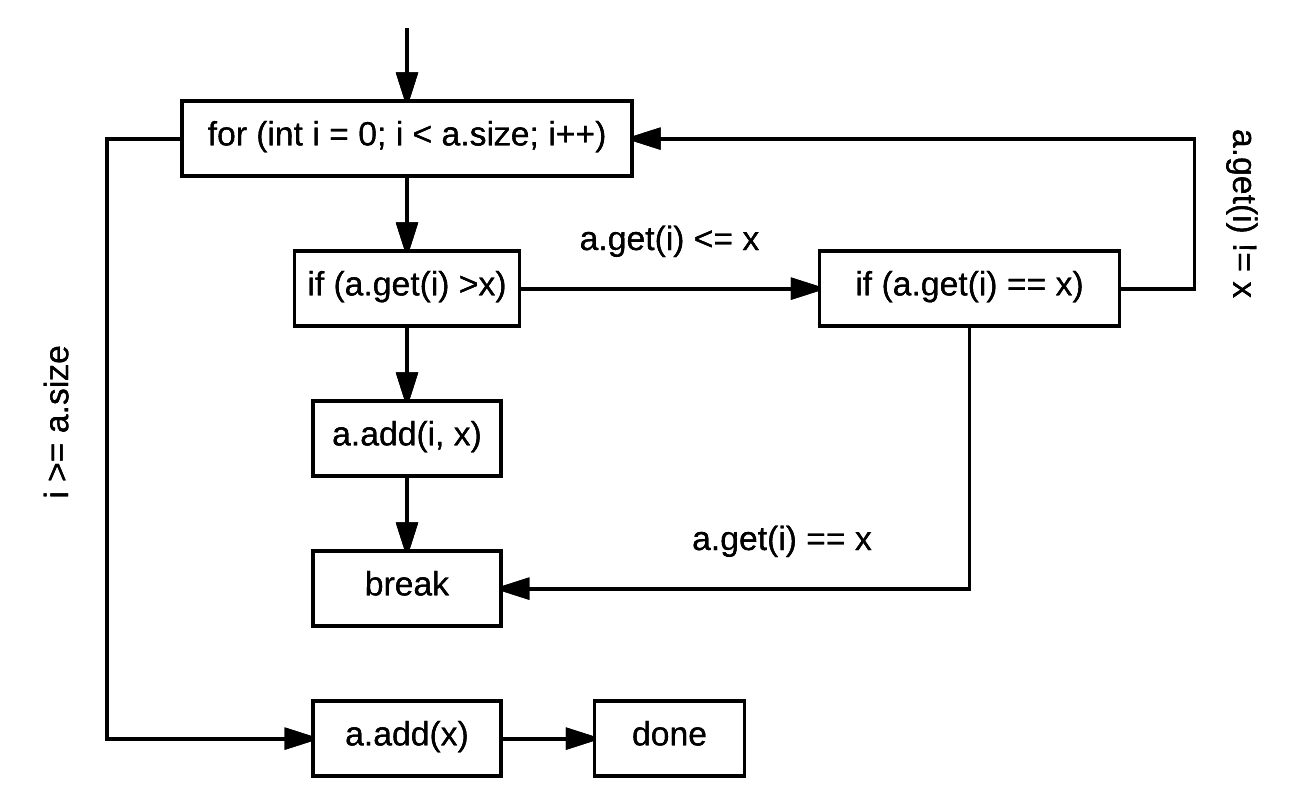 for (int i = 0; i < a.size; i++)
a.get(i) != x
a.get(i) <= x
if (a.get(i) >x)
if (a.get(i) == x)
i >= a.size
a.add(i, x)
a.get(i) == x
break
a.add(x)
done